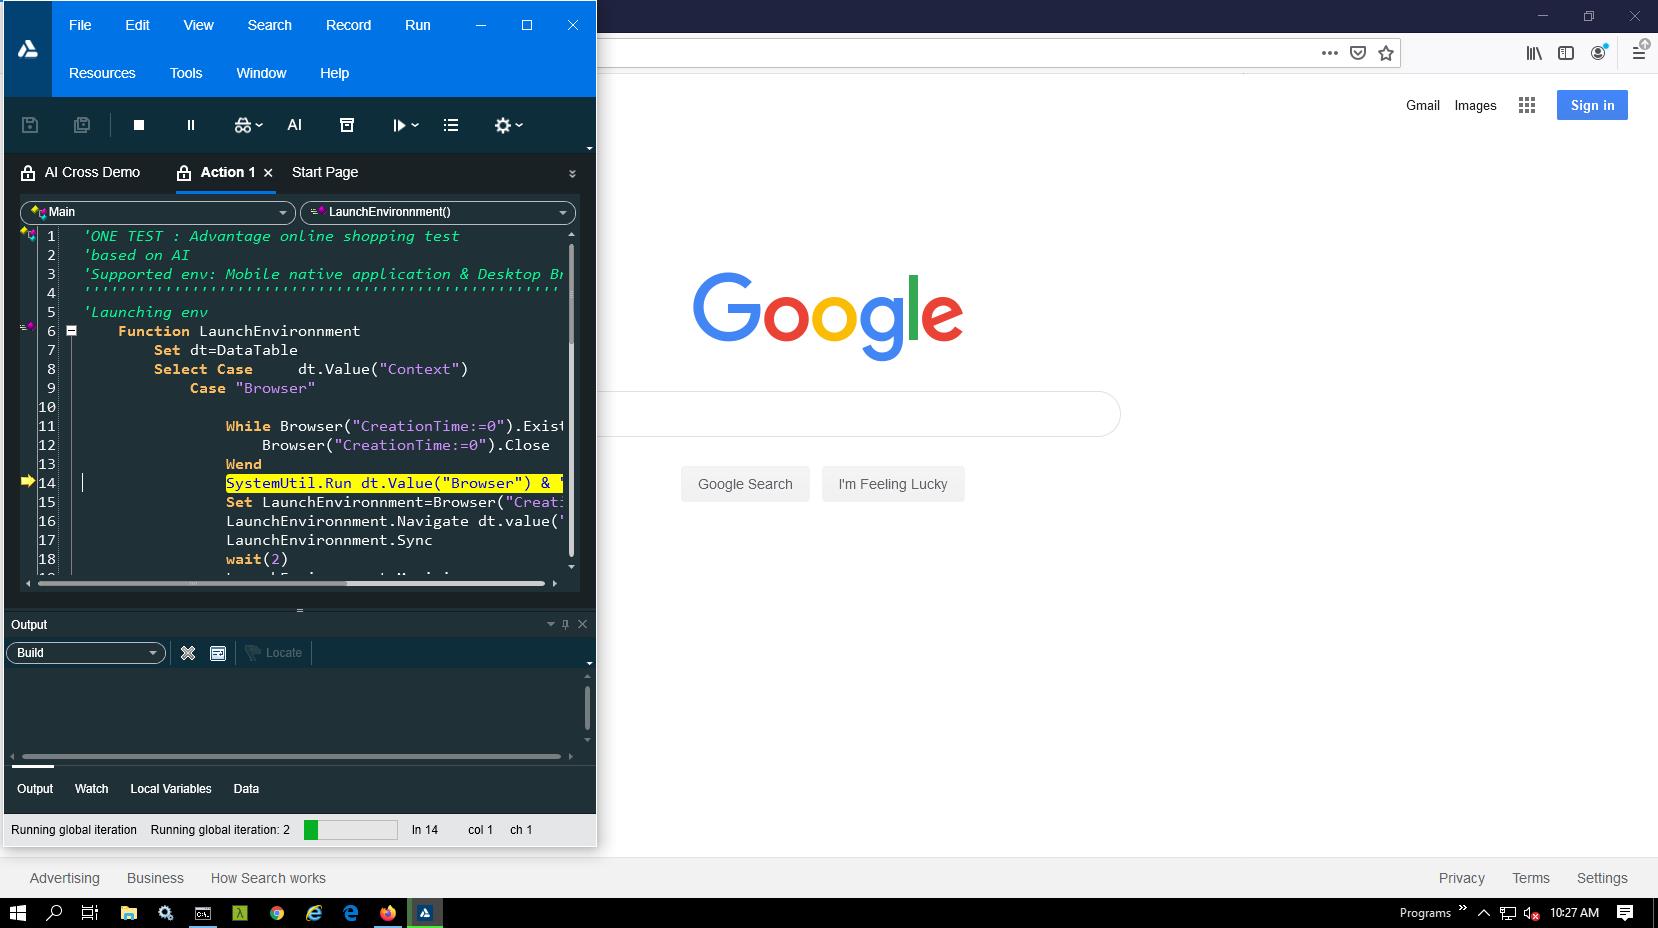 File Edit View Search Record Run
Resources Tools Window Help
AI
AI Cross Demo Action 1 Start Page
Main LaunchEnvironnment()
1 'ONE TEST : Advantage online shopping test
2 'based on AI
3 'Supported env: Mobile native application & Desktop Br
4 ''''''''''''''''''''''''''''''''''''''''''''''''''''''
5 'Launching env
6 Function LaunchEnvironnment
7 Set dt=DataTable
8 Select Case dt.Value("Context")
9 Case "Browser"
10
11 While Browser("CreationTime:=0").Exist
12 Browser("CreationTime:=0").Close
13 Wend
14 SystemUtil.Run dt.Value("Browser") & "
15 Set LaunchEnvironnment=Browser("Creati
16 LaunchEnvironnment.Navigate dt.value("
17 LaunchEnvironnment.Sync
18 wait(2)
Output
Build Locate
Output Watch Local Variables Data
Running global iteration Running global iteration: 2 ln 14 col 1 ch 1
Gmail Images Sign in
Google
Google Search I'm Feeling Lucky
Advertising Business How Search works Privacy Terms Settings
Programs 10:27 AM